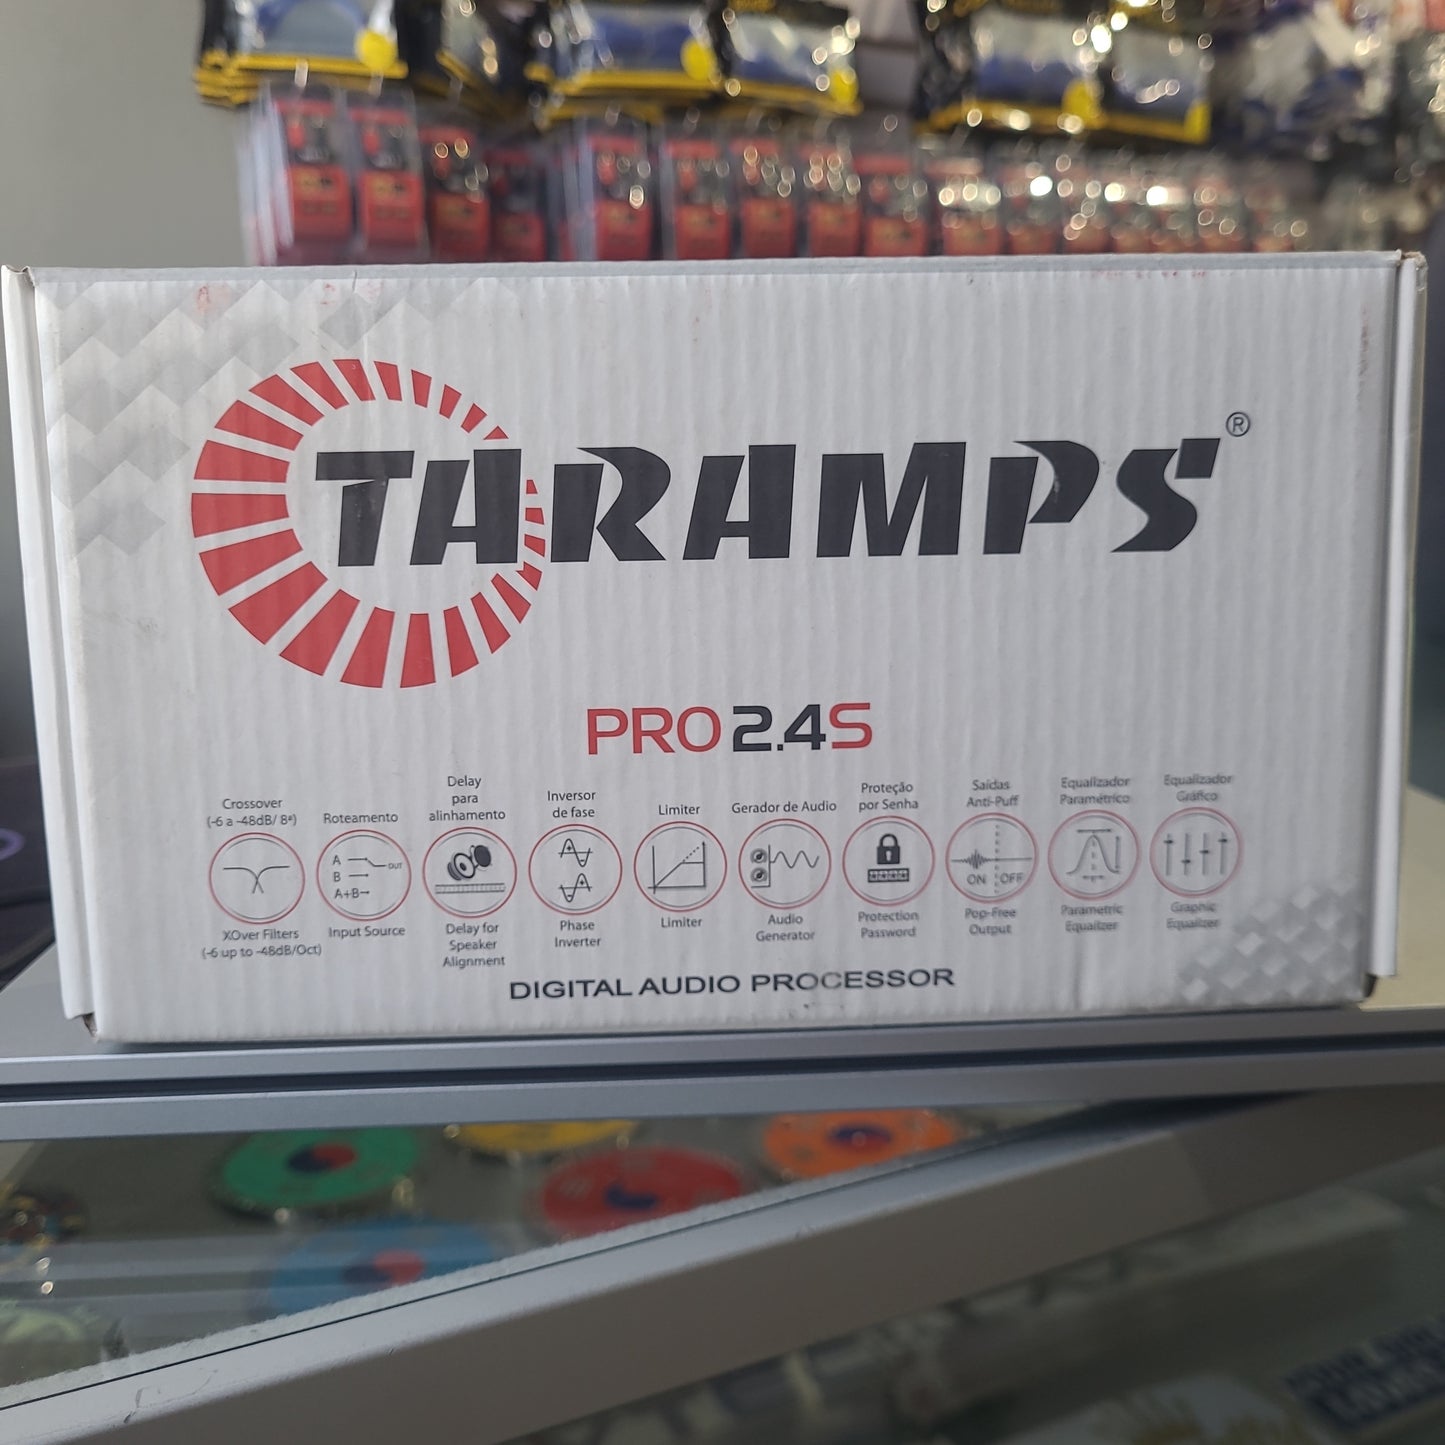 TARAMPS®
PRO 2.4S
Crossover
(-6 a -48dB/ 8ª)
Roteamento
Delay
para
alinhamento
Inversor
de fase
Limiter
Gerador de Audio
Proteção
por Senha
Saídas
Anti-Puff
Equalizador
Paramétrico
Equalizador
Gráfico
A
B
A+B
OUT
ON
OFF
XOver Filters
(-6 up to -48dB/Oct)
Input Source
Delay for
Speaker
Alignment
Phase
Inverter
Limiter
Audio
Generator
Protection
Password
Pop-Free
Output
Parametric
Equalizer
Graphic
Equalizer
DIGITAL AUDIO PROCESSOR